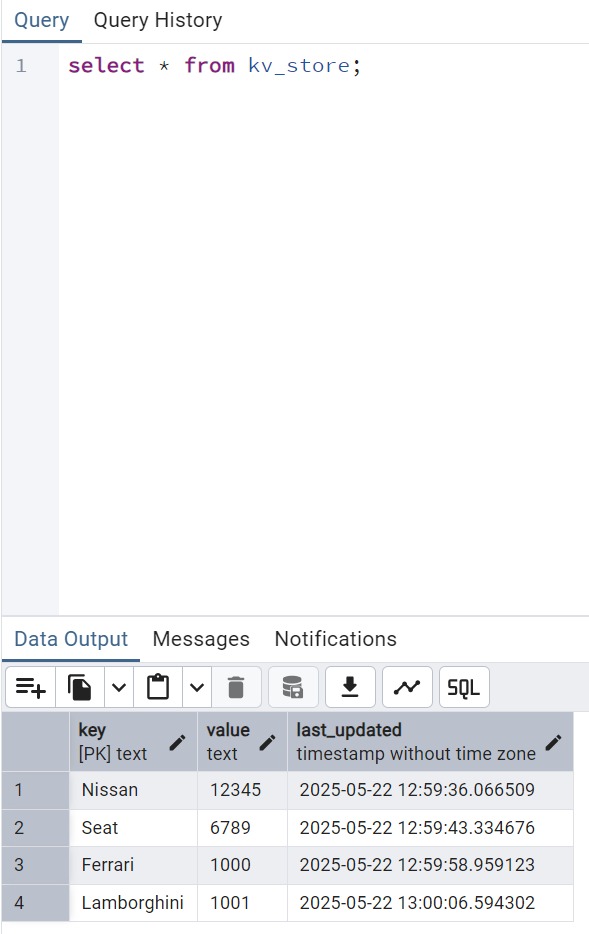 Query Query History
1 select * from kv_store;
Data Output Messages Notifications
SQL
key value last_updated
[PK] text text timestamp without time zone
1 Nissan 12345 2025-05-22 12:59:36.066509
2 Seat 6789 2025-05-22 12:59:43.334676
3 Ferrari 1000 2025-05-22 12:59:58.959123
4 Lamborghini 1001 2025-05-22 13:00:06.594302